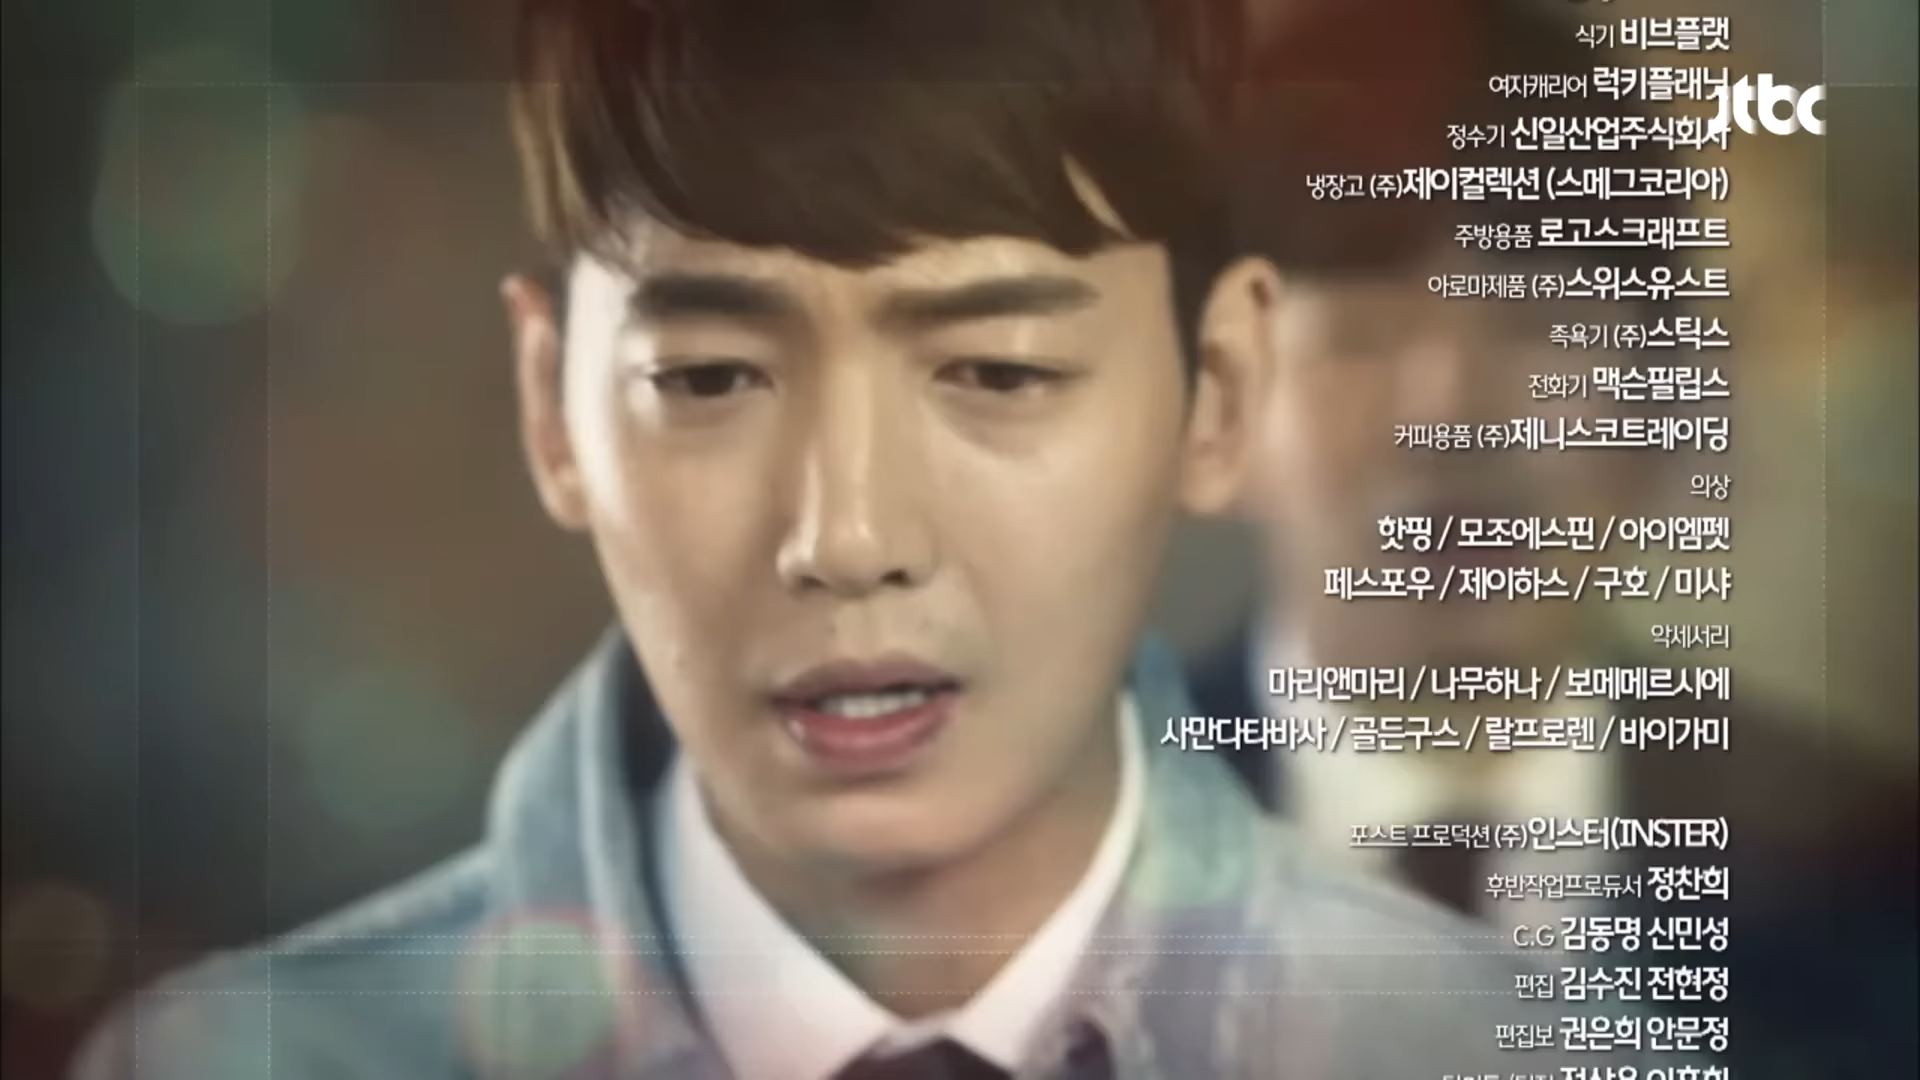 식기 비브플랫
여자캐리어 럭키플래닛
jtbc
정수기 신일산업주식회사
냉장고 (주)제이컬렉션 (스메그코리아)
주방용품 로고스크래프트
아로마제품 (주)스위스유스트
족욕기 (주)스틱스
전화기 맥슨필립스
커피용품 (주)제니스코트레이딩
의상
핫핑 / 모조에스핀 / 아이엠펫
페스포우 / 제이하스 / 구호 / 미샤
악세서리
마리앤마리 / 나무하나 / 보메메르시에
사만다타바사 / 골든구스 / 랄프로렌 / 바이가미
포스트 프로덕션 (주)인스터(INSTER)
후반작업프로듀서 정찬희
C.G 김동명 신민성
편집 김수진 전현정
편집보 권은희 안문정